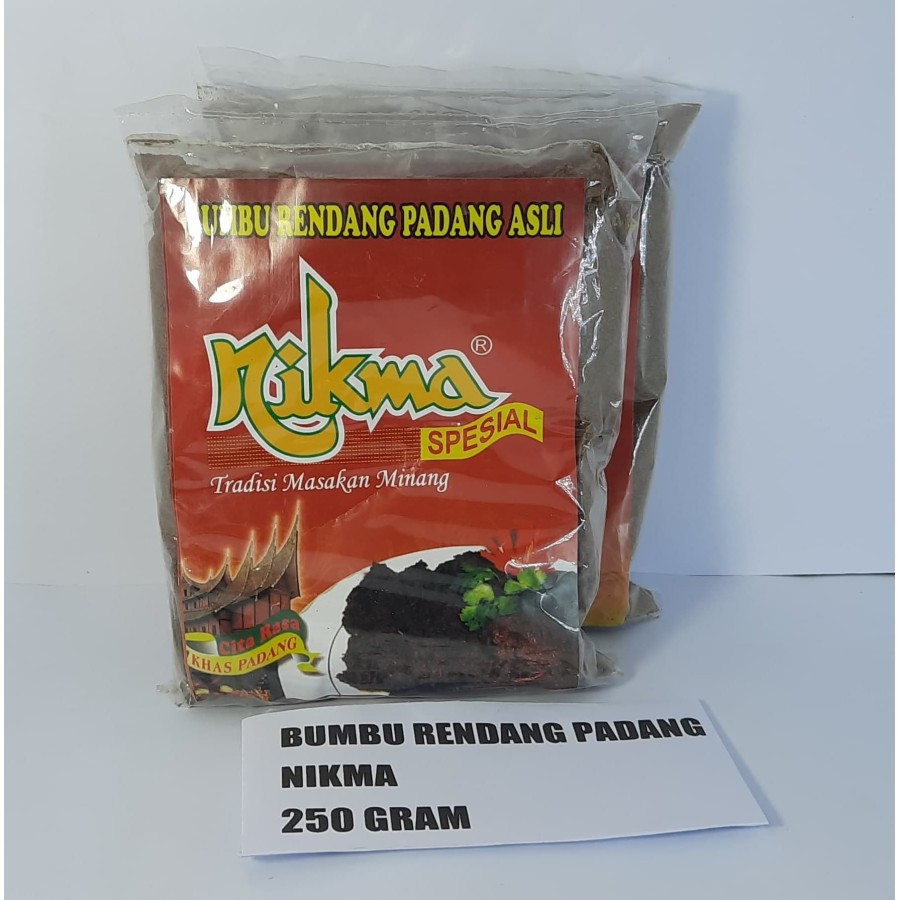 BUMBU RENDANG PADANG ASLI
Nikma ®
SPESIAL
Tradisi Masakan Minang
Cita Rasa
KHAS PADANG
BUMBU RENDANG PADANG
NIKMA
250 GRAM